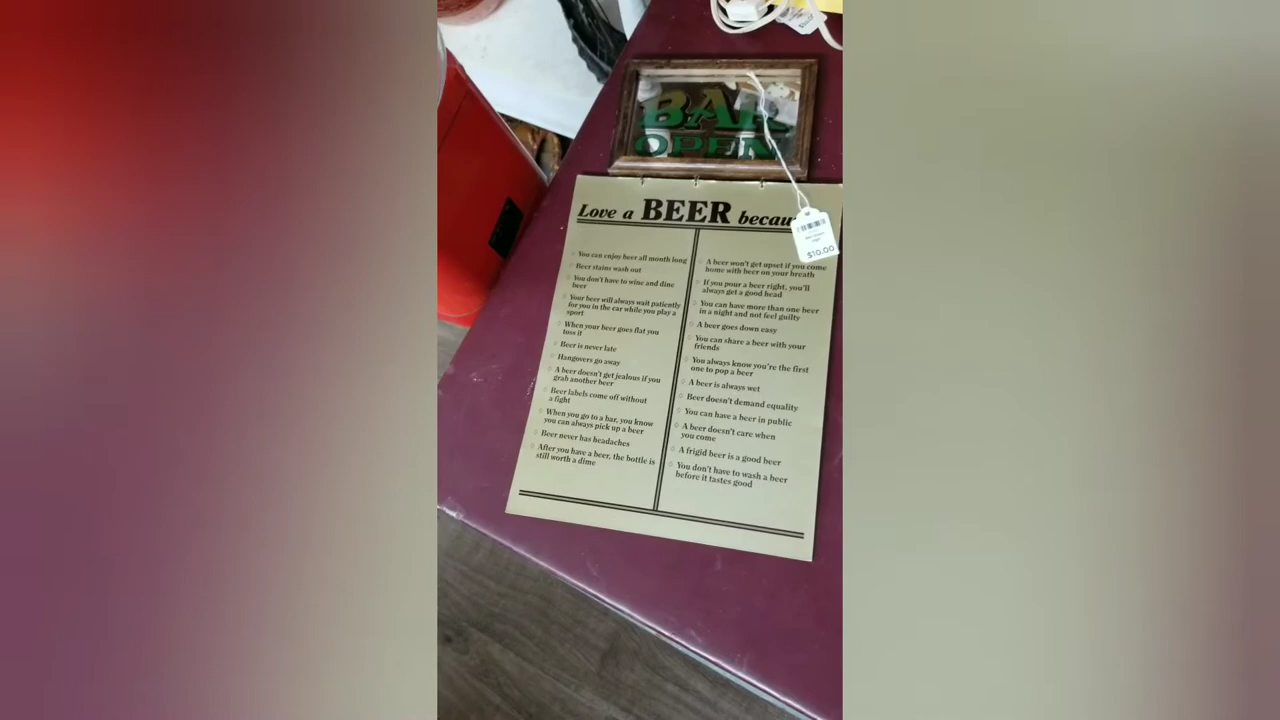 BAR
OPEN
Love a BEER becau
$10.00
You can enjoy beer all month long
Beer stains wash out
You don't have to wine and dine
beer
Your beer will always wait patiently
for you in the car while you play a
sport
When your beer goes flat you
toss it
Beer is never late
Hangovers go away
A beer doesn't get jealous if you
grab another beer
Beer labels come off without
a fight
When you go to a bar, you know
you can always pick up a beer
Beer never has headaches
After you have a beer, the bottle is
still worth a dime
A beer won't get upset if you come
home with beer on your breath
If you pour a beer right, you'll
always get a good head
You can have more than one beer
in a night and not feel guilty
A beer goes down easy
You can share a beer with your
friends
You always know you're the first
one to pop a beer
A beer is always wet
Beer doesn't demand equality
You can have a beer in public
A beer doesn't care when
you come
A frigid beer is a good beer
You don't have to wash a beer
before it tastes good